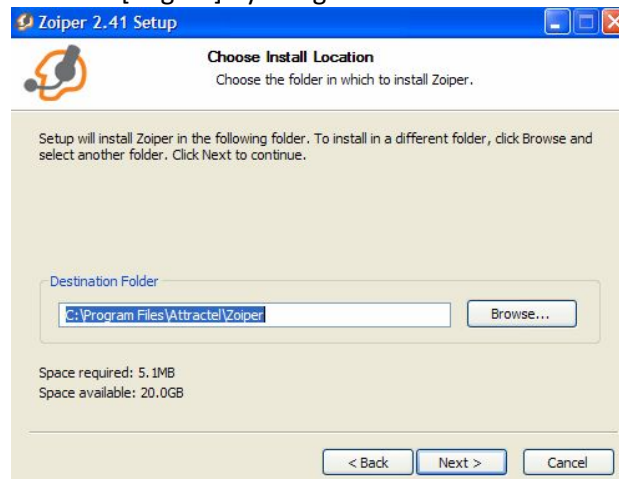 Zoiper 2.41 Setup
Choose Install Location
Choose the folder in which to install Zoiper.
Setup will install Zoiper in the following folder. To install in a different folder, click Browse and
select another folder. Click Next to continue.
Destination Folder
C:\Program Files\Attractel\Zoiper
Browse...
Space required: 5.1MB
Space available: 20.0GB
< Back
Next >
Cancel